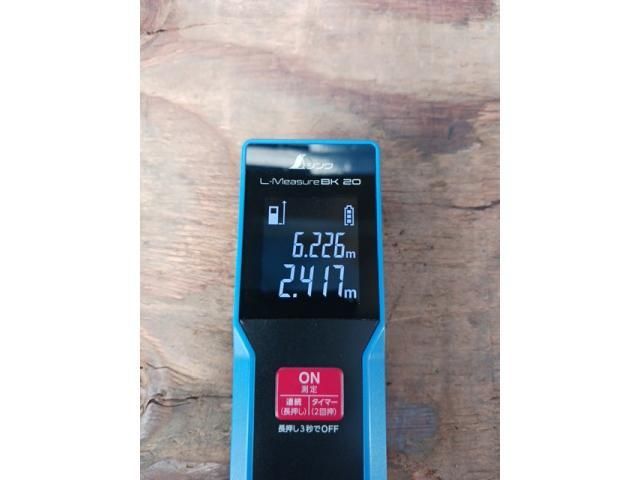 シンワ
L-Measure BK 20
6.226m
2.417m
ON
測定
連続 タイマー
(長押し) (2回押)
長押し3秒でOFF